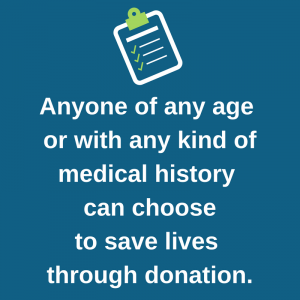 Anyone of any age
or with any kind of
medical history
can choose
to save lives
through donation.